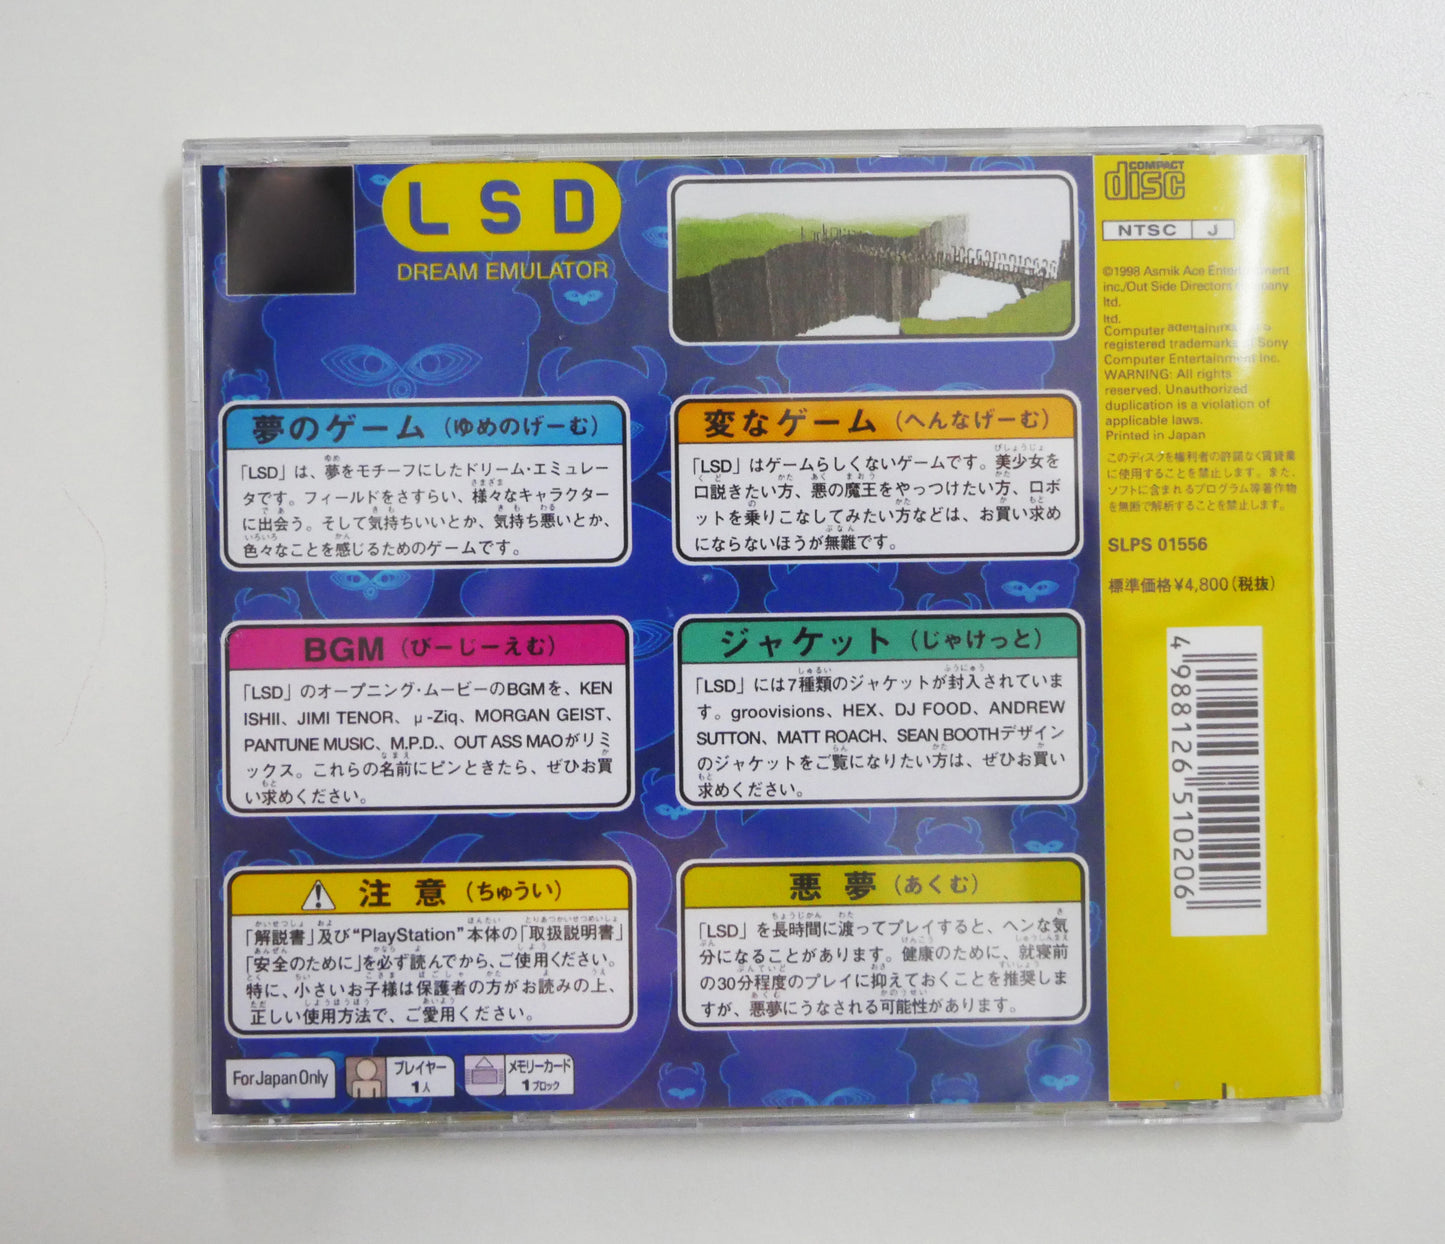 LSD
DREAM EMULATOR
夢のゲーム（ゆめのげーむ）
「LSD」は、夢をモチーフにしたドリーム・エミュレー
タです。フィールドをさすらい、様々なキャラクター
に出会う。そして気持ちいいとか、気持ち悪いとか、
色々なことを感じるためのゲームです。
変なゲーム（へんなげーむ）
「LSD」はゲームらしくないゲームです。美少女を
口説きたい方、悪の魔王をやっつけたい方、ロボ
ットを乗りこなしてみたい方などは、お買い求め
にならないほうが無難です。
BGM（びーじーえむ）
「LSD」のオープニング・ムービーのBGMを、KEN
ISHII、JIMI TENOR、μ-Ziq、MORGAN GEIST、
PANTUNE MUSIC、M.P.D.、OUT ASS MAOがリミ
ックス。これらの名前にピンときたら、ぜひお買
い求めください。
ジャケット（じゃけっと）
「LSD」には7種類のジャケットが封入されていま
す。groovisions、HEX、DJ FOOD、ANDREW
SUTTON、MATT ROACH、SEAN BOOTHデザイン
のジャケットをご覧になりたい方は、ぜひお買い
求めください。
注意（ちゅうい）
「解説書」及び“PlayStation”本体の「取扱説明書」
「安全のために」を必ず読んでから、ご使用ください。
特に、小さいお子様は保護者の方がお読みの上、
正しい使用方法で、ご愛用ください。
悪夢（あくむ）
「LSD」を長時間に渡ってプレイすると、ヘンな気
分になることがあります。健康のために、就寝前
の30分程度のプレイに抑えておくことを推奨しま
すが、悪夢にうなされる可能性があります。
For Japan Only
プレイヤー
1人
メモリーカード
1ブロック
COMPACT
disc
NTSC J
©1998 Asmik Ace Entertainment
inc./Out Side Directors Company
ltd.
ltd.
Computer
registered trademarks of Sony
Computer Entertainment Inc.
WARNING: All rights
reserved. Unauthorized
duplication is a violation of
applicable laws.
Printed in Japan
このディスクを権利者の許諾なく賃貸業
に使用することを禁止します。また、
ソフトに含まれるプログラム等著作物
を無断で解析することを禁止します。
SLPS 01556
標準価格¥4,800（税抜）
4 988126 510206